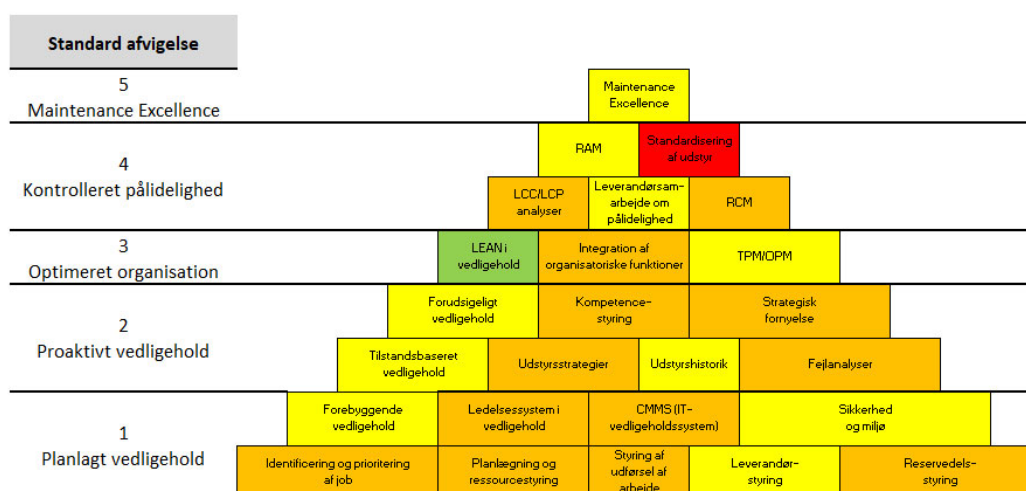 Standard afvigelse
5
Maintenance Excellence
Maintenance
Excellence
4
Kontrolleret pålidelighed
RAM
Standardisering
af udstyr
LCC/LCP
analyser
Leverandørsam-
arbejde om
pålidelighed
RCM
3
Optimeret organisation
LEAN i
vedligehold
Integration af
organisatoriske funktioner
TPM/OPM
2
Proaktivt vedligehold
Forudsigeligt
vedligehold
Kompetence-
styring
Strategisk
fornyelse
Tilstandsbaseret
vedligehold
Udstyrsstrategier
Udstyrshistorik
Fejlanalyser
1
Planlagt vedligehold
Forebyggende
vedligehold
Ledelsessystem i
vedligehold
CMMS (IT-
vedligeholdssystem)
Sikkerhed
og miljø
Identificering og prioritering
af job
Planlægning og
ressourcestyring
Styring af
udførsel af
arbejde
Leverandør-
styring
Reservedels-
styring